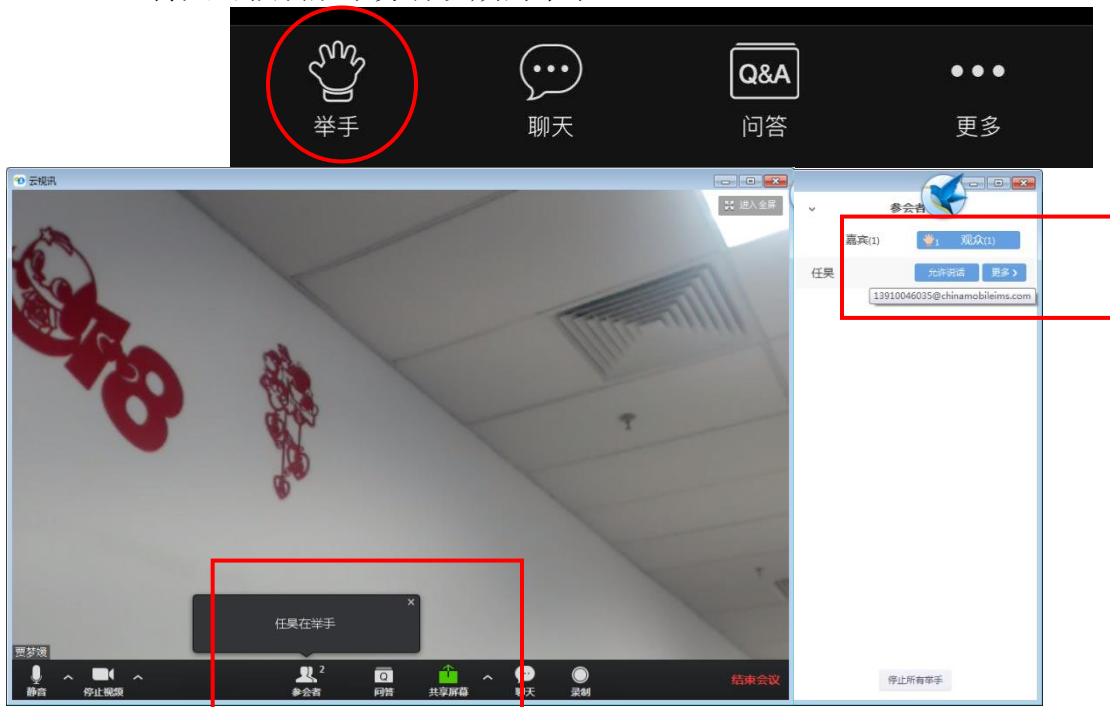 Q&A
举手
聊天
问答
更多
云视讯
进入全屏
参会者
嘉宾(1)
1 观众(1)
任昊
允许说话
更多
13910046035@chinamobileims.com
任昊在举手
贾梦媛
2
静音
停止视频
参会者
Q
问答
共享屏幕
聊天
录制
结束会议
停止所有举手